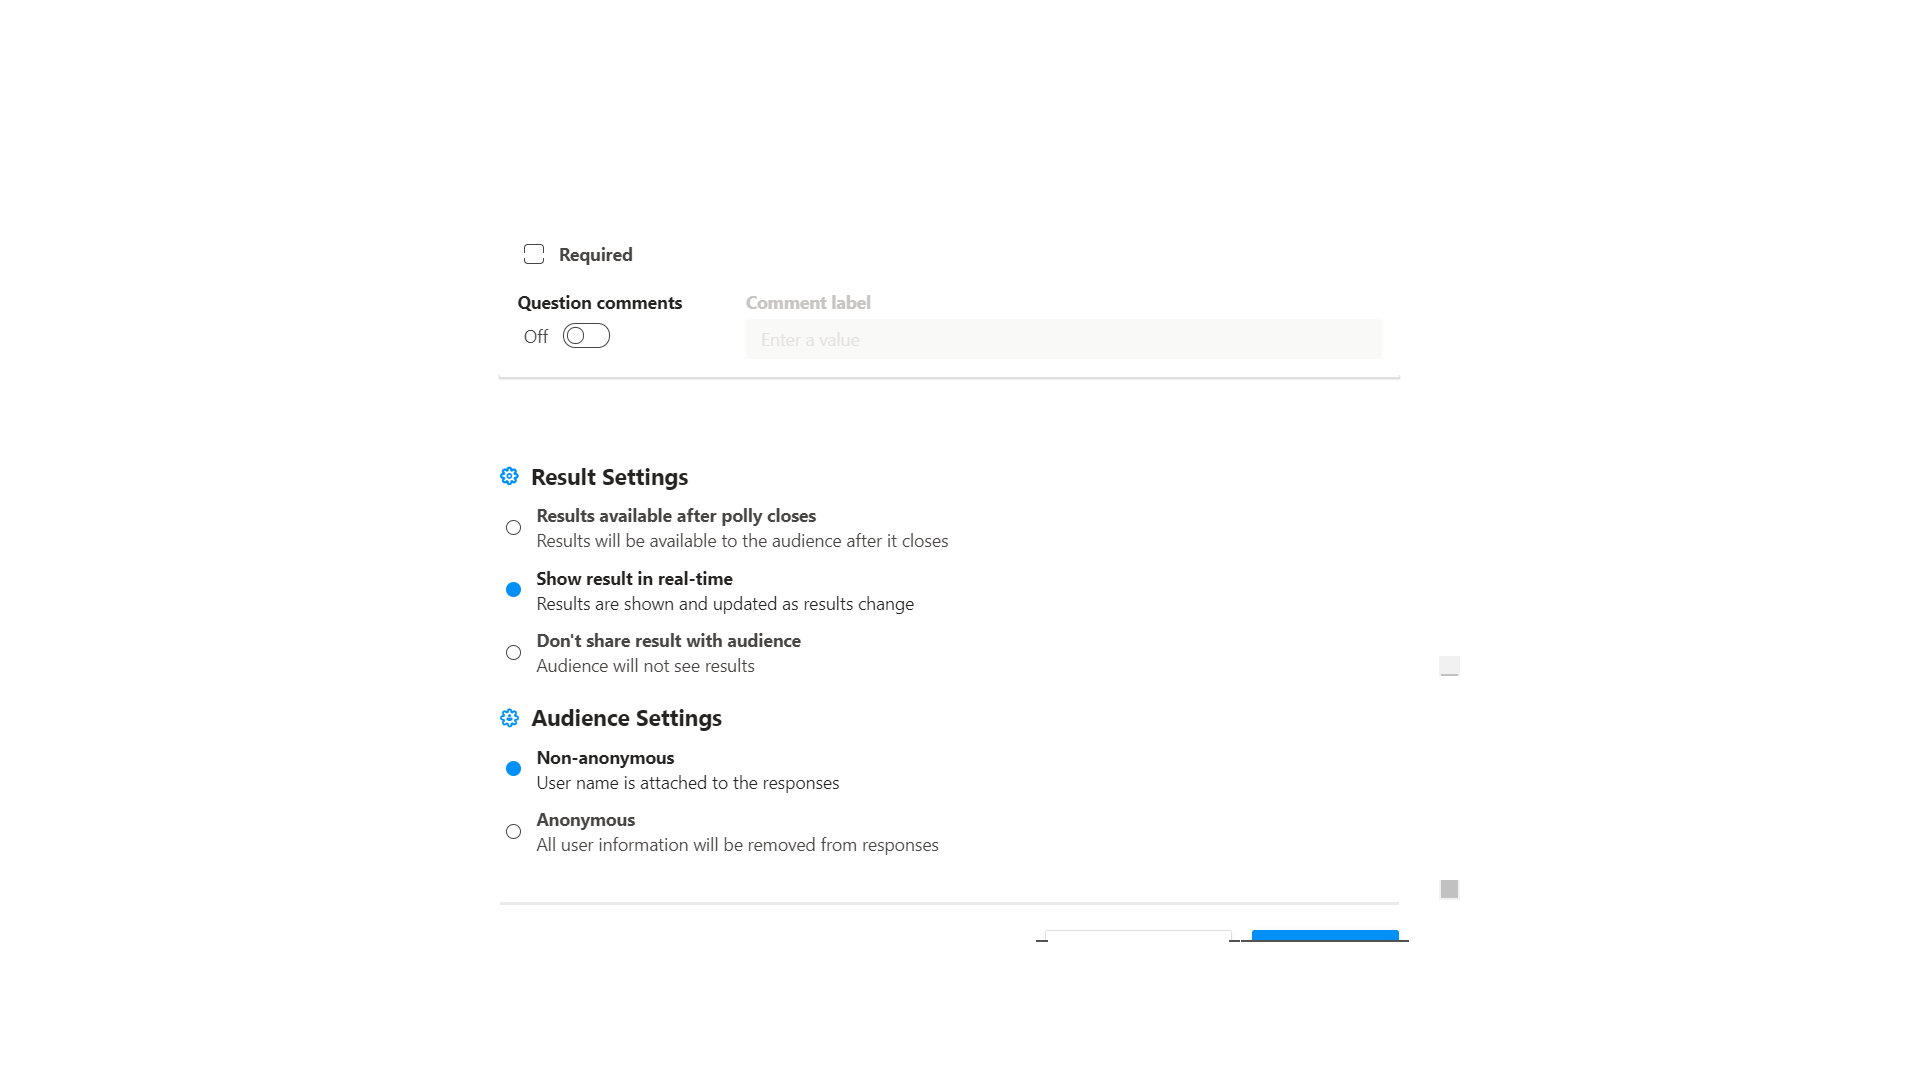 Required
Question comments
Comment label
Off
Enter a value
Result Settings
Results available after polly closes
Results will be available to the audience after it closes
Show result in real-time
Results are shown and updated as results change
Don't share result with audience
Audience will not see results
Audience Settings
Non-anonymous
User name is attached to the responses
Anonymous
All user information will be removed from responses